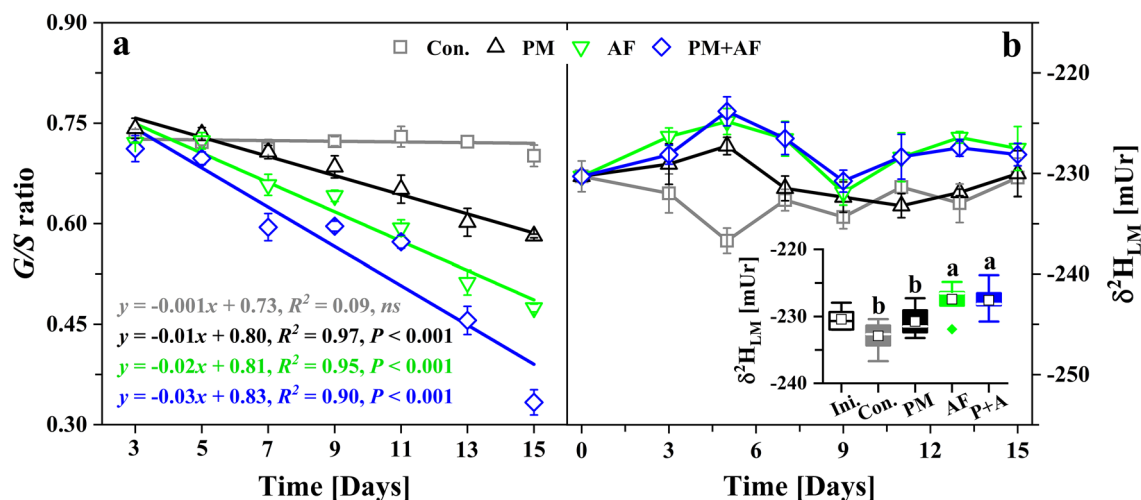 0.90
0.75
0.60
0.45
0.30
G/S ratio
a
Con. PM AF PM+AF
y = -0.001x + 0.73, R² = 0.09, ns
y = -0.01x + 0.80, R² = 0.97, P < 0.001
y = -0.02x + 0.81, R² = 0.95, P < 0.001
y = -0.03x + 0.83, R² = 0.90, P < 0.001
3 5 7 9 11 13 15
Time [Days]
b
-220
-230
-240
-250
δ²H_LM [mUr]
0 3 6 9 12 15
Time [Days]
-220
-230
-240
δ²H_LM [mUr]
b b a a
Ini. Con. PM AF P+A